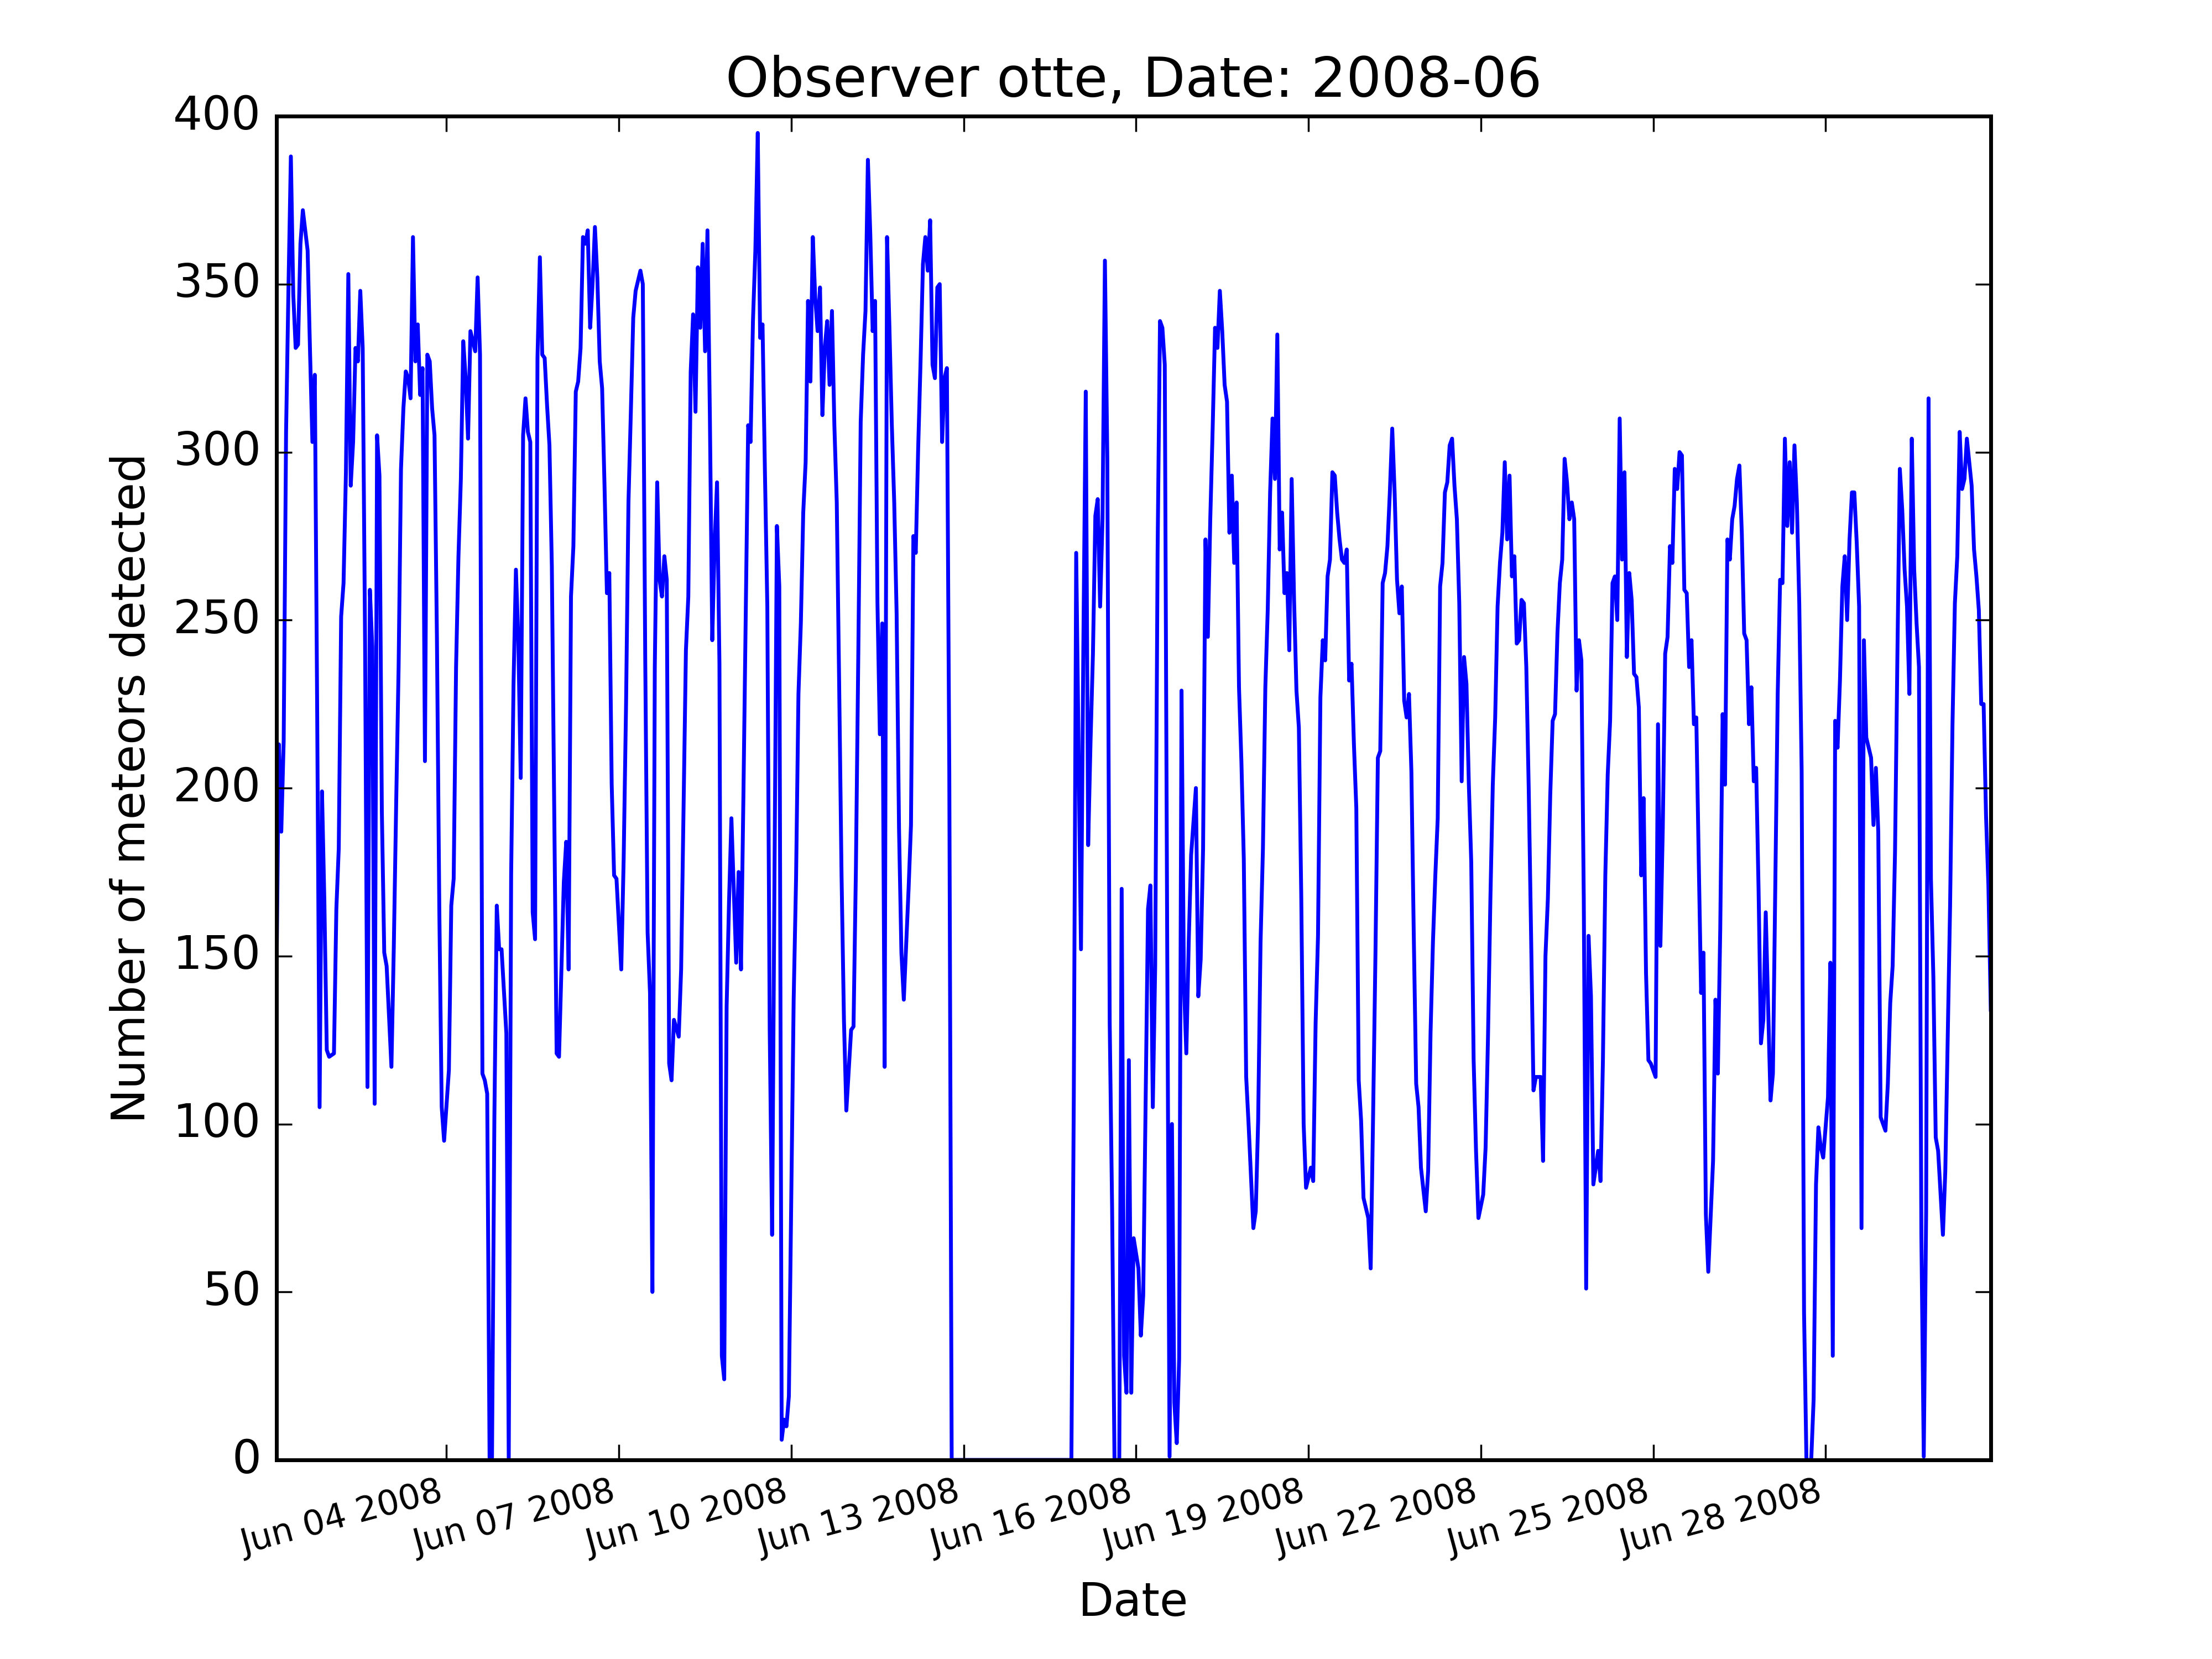 Observer otte, Date: 2008-06
400
350
300
250
200
150
100
50
0
Number of meteors detected
Jun 04 2008
Jun 07 2008
Jun 10 2008
Jun 13 2008
Jun 16 2008
Jun 19 2008
Jun 22 2008
Jun 25 2008
Jun 28 2008
Date